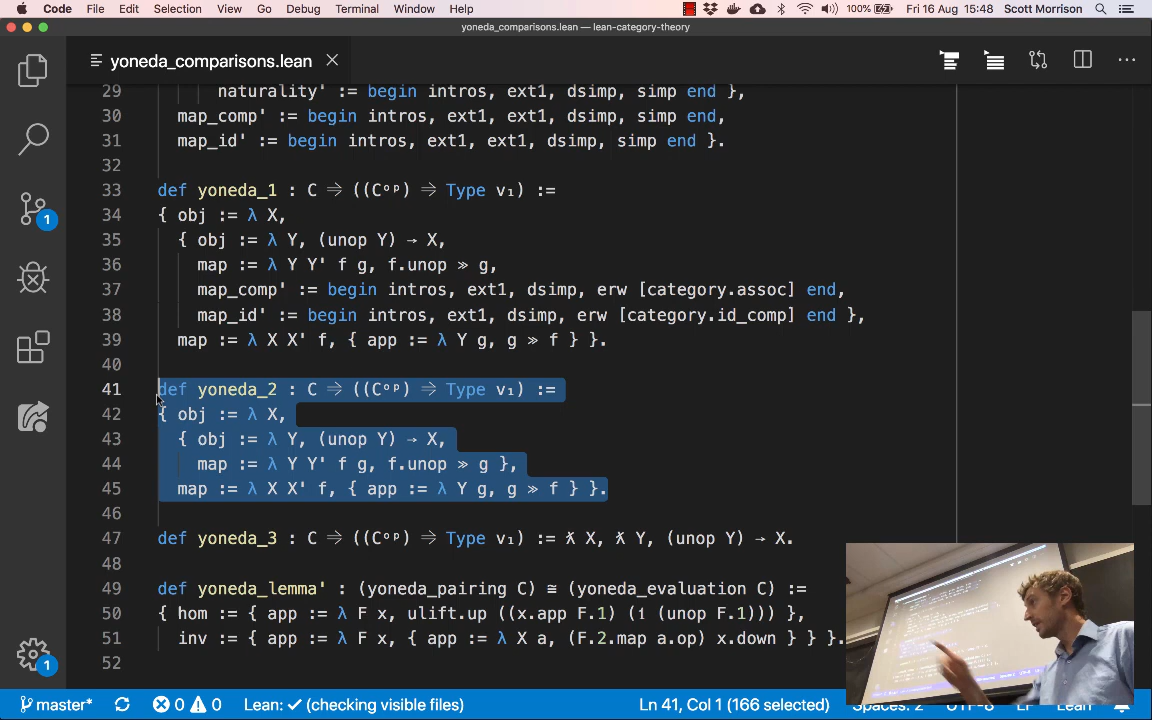 Code File Edit Selection View Go Debug Terminal Window Help 100% Fri 16 Aug 15:48 Scott Morrison
yoneda_comparisons.lean — lean-category-theory
yoneda_comparisons.lean
29 naturality' := begin intros, ext1, dsimp, simp end },
30 map_comp' := begin intros, ext1, ext1, dsimp, simp end,
31 map_id' := begin intros, ext1, ext1, dsimp, simp end }.
32
33 def yoneda_1 : C ⥤ ((Cᵒᵖ) ⥤ Type v₁) :=
34 { obj := λ X,
35 { obj := λ Y, (unop Y) ⟶ X,
36 map := λ Y Y' f g, f.unop ≫ g,
37 map_comp' := begin intros, ext1, dsimp, erw [category.assoc] end,
38 map_id' := begin intros, ext1, dsimp, erw [category.id_comp] end },
39 map := λ X X' f, { app := λ Y g, g ≫ f } }.
40
41 def yoneda_2 : C ⥤ ((Cᵒᵖ) ⥤ Type v₁) :=
42 { obj := λ X,
43 { obj := λ Y, (unop Y) ⟶ X,
44 map := λ Y Y' f g, f.unop ≫ g },
45 map := λ X X' f, { app := λ Y g, g ≫ f } }.
46
47 def yoneda_3 : C ⥤ ((Cᵒᵖ) ⥤ Type v₁) := ƛ X, ƛ Y, (unop Y) ⟶ X.
48
49 def yoneda_lemma' : (yoneda_pairing C) ≅ (yoneda_evaluation C) :=
50 { hom := { app := λ F x, ulift.up ((x.app F.1) (𝟙 (unop F.1))) },
51 inv := { app := λ F x, { app := λ X a, (F.2.map a.op) x.down } } }.
52
1
1
master* 0 0 Lean: ✓ (checking visible files) Ln 41, Col 1 (166 selected) Spaces: 2 UTF-8 LF Lean